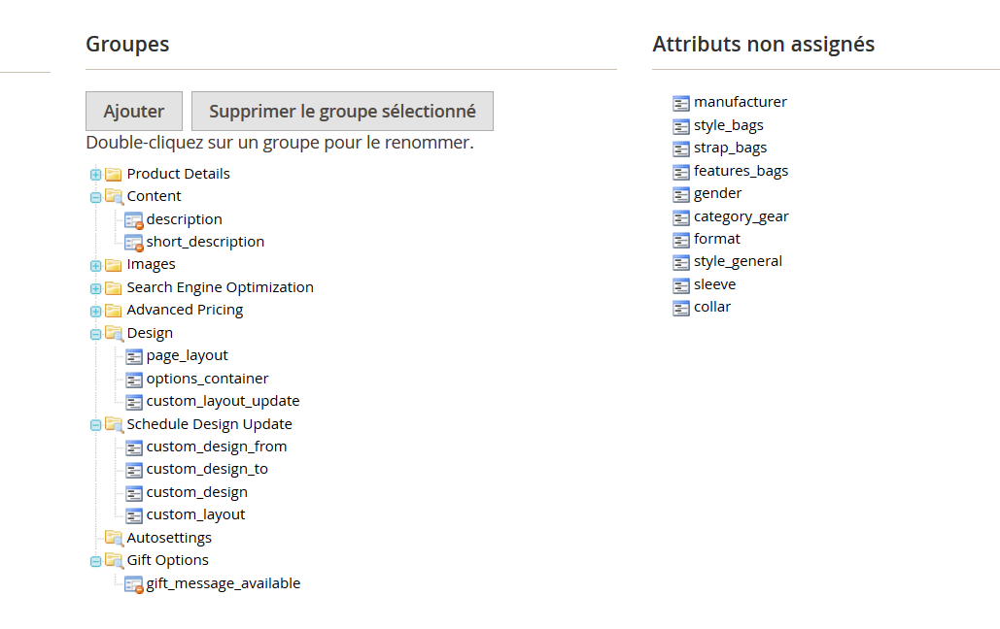 Groupes
Ajouter
Supprimer le groupe sélectionné
Double-cliquez sur un groupe pour le renommer.
Product Details
Content
description
short_description
Images
Search Engine Optimization
Advanced Pricing
Design
page_layout
options_container
custom_layout_update
Schedule Design Update
custom_design_from
custom_design_to
custom_design
custom_layout
Autosettings
Gift Options
gift_message_available
Attributs non assignés
manufacturer
style_bags
strap_bags
features_bags
gender
category_gear
format
style_general
sleeve
collar